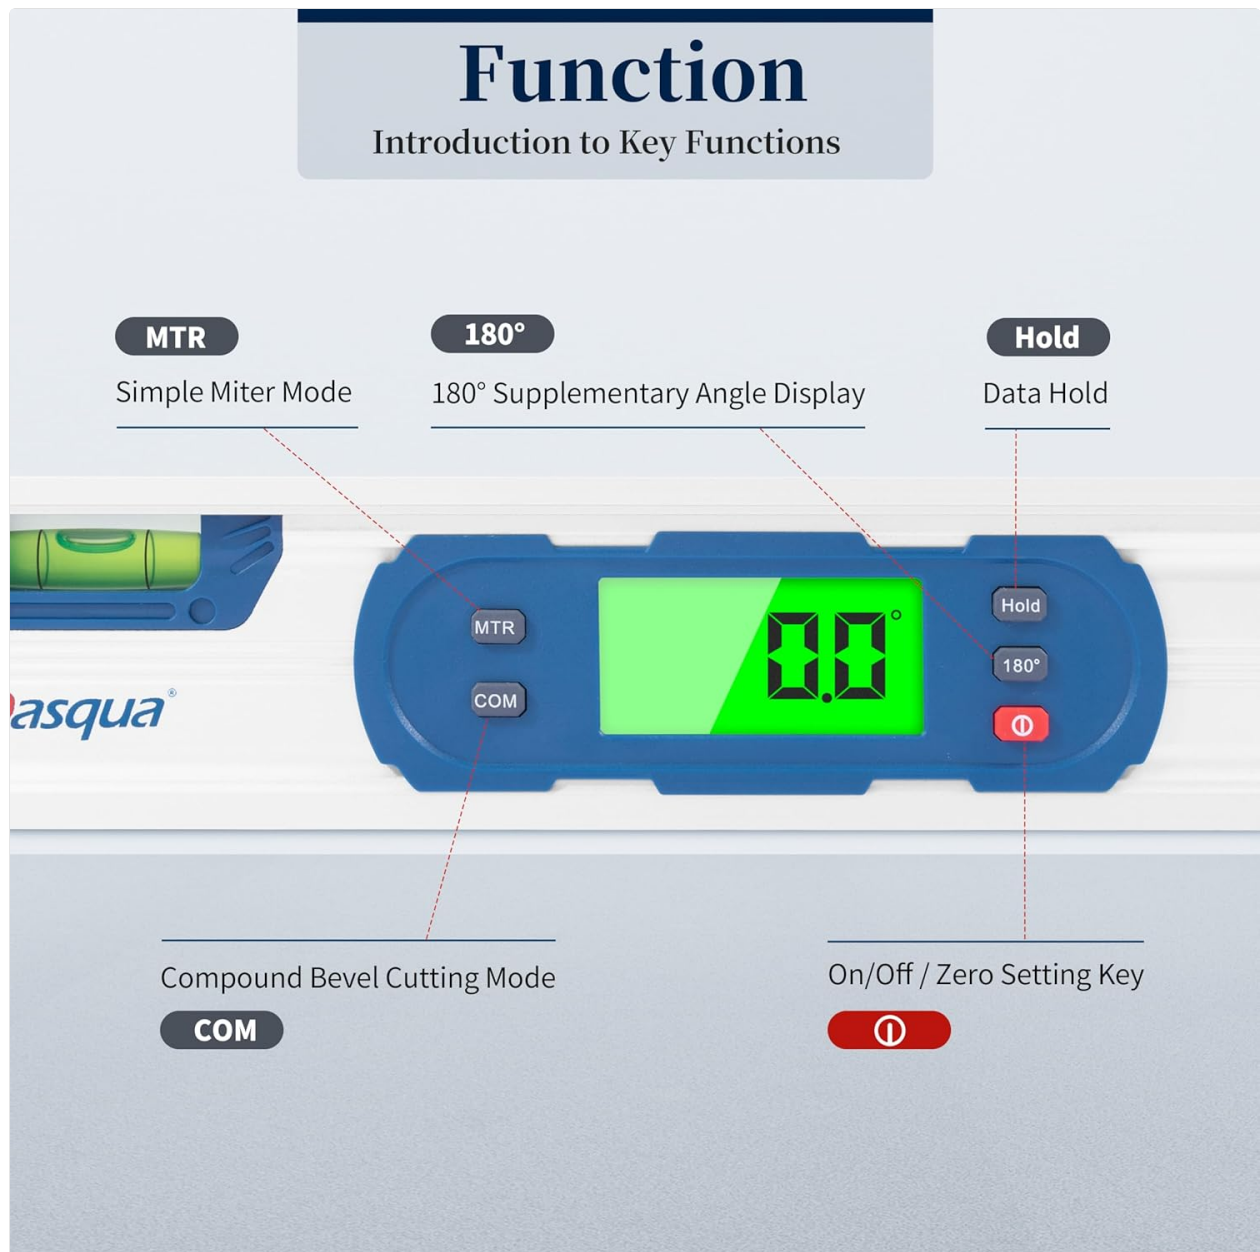 Function
Introduction to Key Functions
MTR
180°
Hold
Simple Miter Mode
180° Supplementary Angle Display
Data Hold
MTR
COM
0.0°
Hold
180°
asqua®
Compound Bevel Cutting Mode
On/Off / Zero Setting Key
COM